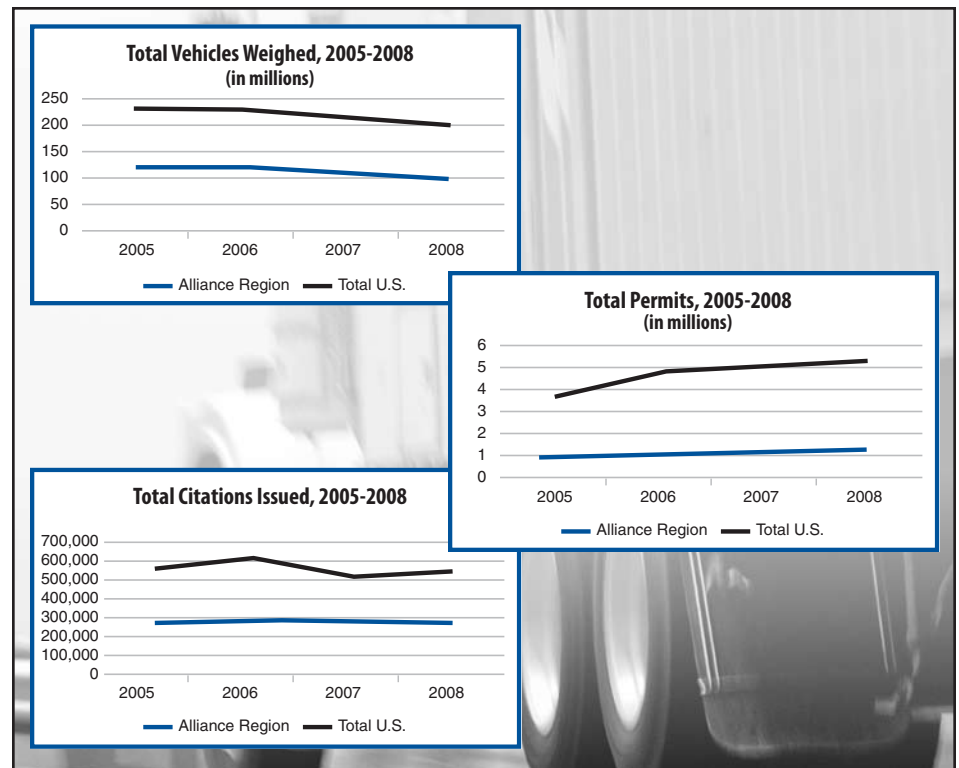 Total Vehicles Weighed, 2005-2008
(in millions)
250
200
150
100
50
0
2005 2006 2007 2008
Alliance Region Total U.S.
Total Permits, 2005-2008
(in millions)
6
5
4
3
2
1
0
2005 2006 2007 2008
Alliance Region Total U.S.
Total Citations Issued, 2005-2008
700,000
600,000
500,000
400,000
300,000
200,000
100,000
0
2005 2006 2007 2008
Alliance Region Total U.S.